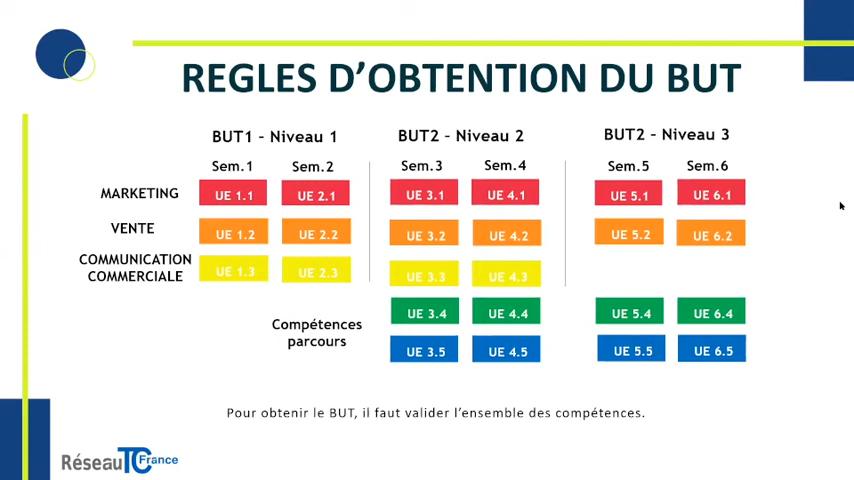 REGLES D'OBTENTION DU BUT
BUT1 – Niveau 1
BUT2 – Niveau 2
BUT2 – Niveau 3
Sem.1
Sem.2
Sem.3
Sem.4
Sem.5
Sem.6
MARKETING
UE 1.1
UE 2.1
UE 3.1
UE 4.1
UE 5.1
UE 6.1
VENTE
UE 1.2
UE 2.2
UE 3.2
UE 4.2
UE 5.2
UE 6.2
COMMUNICATION
COMMERCIALE
UE 1.3
UE 2.3
UE 3.3
UE 4.3
Compétences
parcours
UE 3.4
UE 4.4
UE 5.4
UE 6.4
UE 3.5
UE 4.5
UE 5.5
UE 6.5
Pour obtenir le BUT, il faut valider l'ensemble des compétences.
Réseau TC France